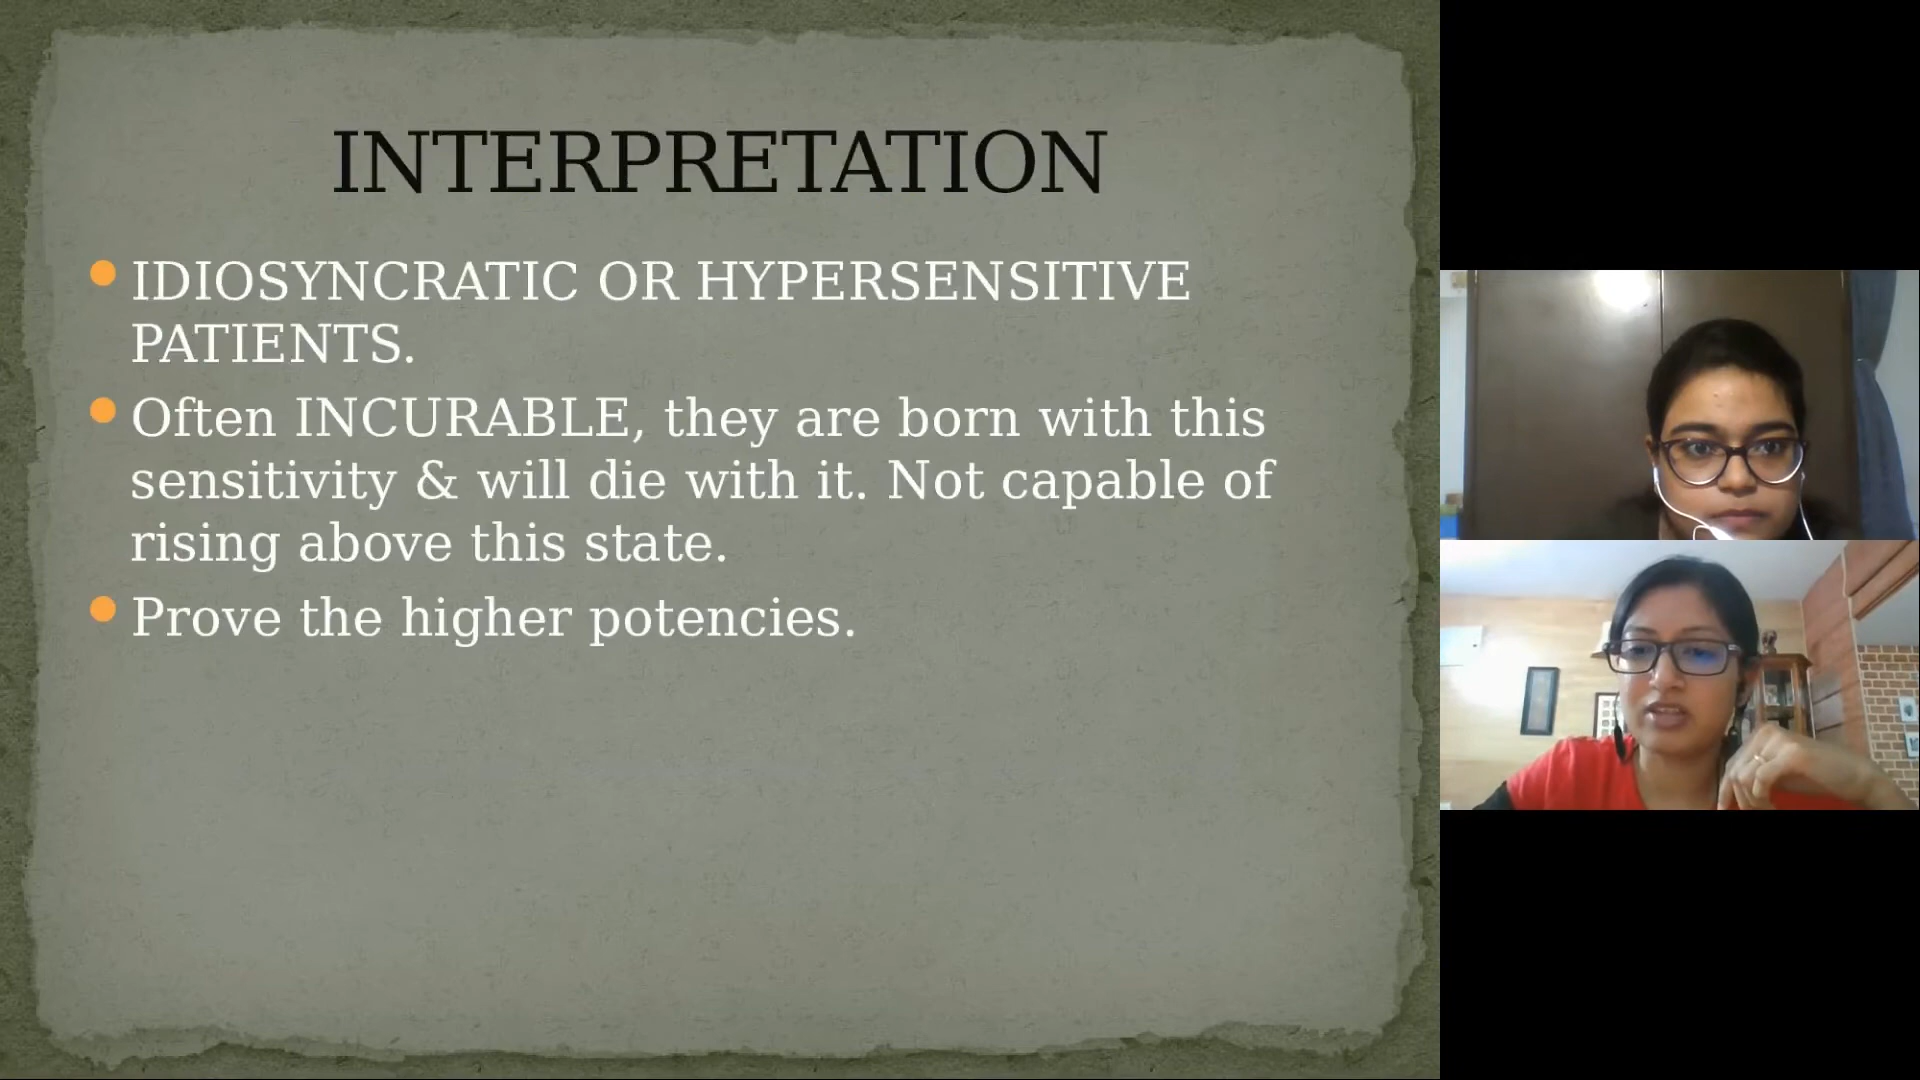 INTERPRETATION
IDIOSYNCRATIC OR HYPERSENSITIVE
PATIENTS.
Often INCURABLE, they are born with this
sensitivity & will die with it. Not capable of
rising above this state.
Prove the higher potencies.